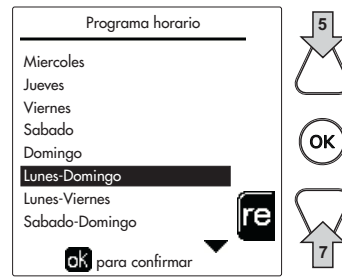 Programa horario
5
Miercoles
Jueves
Viernes
Sabado
Domingo
OK
Lunes-Domingo
Lunes-Viernes
Sabado-Domingo
re
ok para confirmar
7